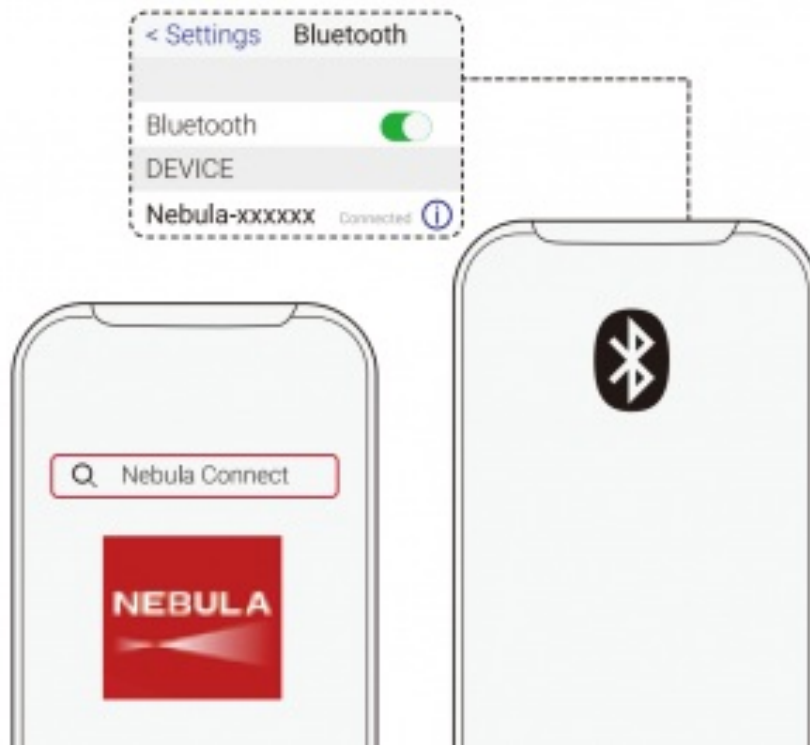 < Settings Bluetooth
Bluetooth
DEVICE
Nebula-xxxxxx Connected
Nebula Connect
NEBULA